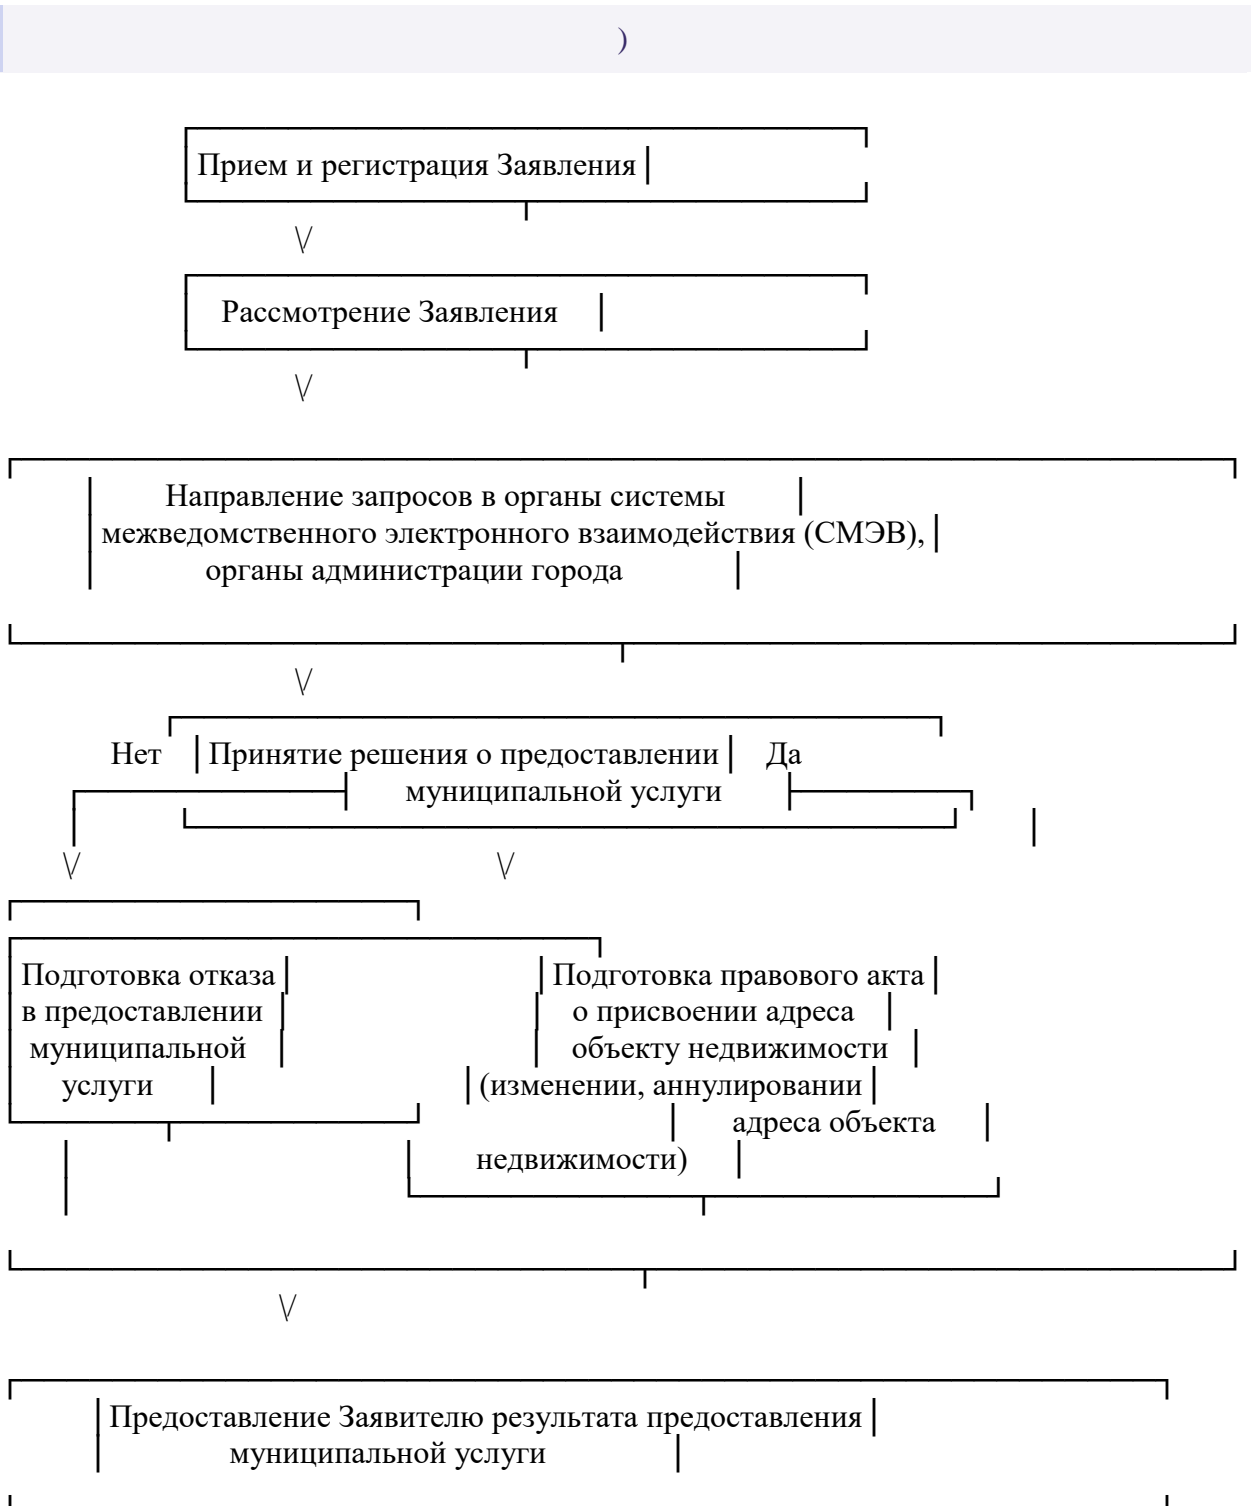 )
Прием и регистрация Заявления
Рассмотрение Заявления
Направление запросов в органы системы
межведомственного электронного взаимодействия (СМЭВ),
органы администрации города
Нет Принятие решения о предоставлении Да
муниципальной услуги
Подготовка отказа Подготовка правового акта
в предоставлении о присвоении адреса
муниципальной объекту недвижимости
услуги (изменении, аннулировании
адреса объекта
недвижимости)
Предоставление Заявителю результата предоставления
муниципальной услуги